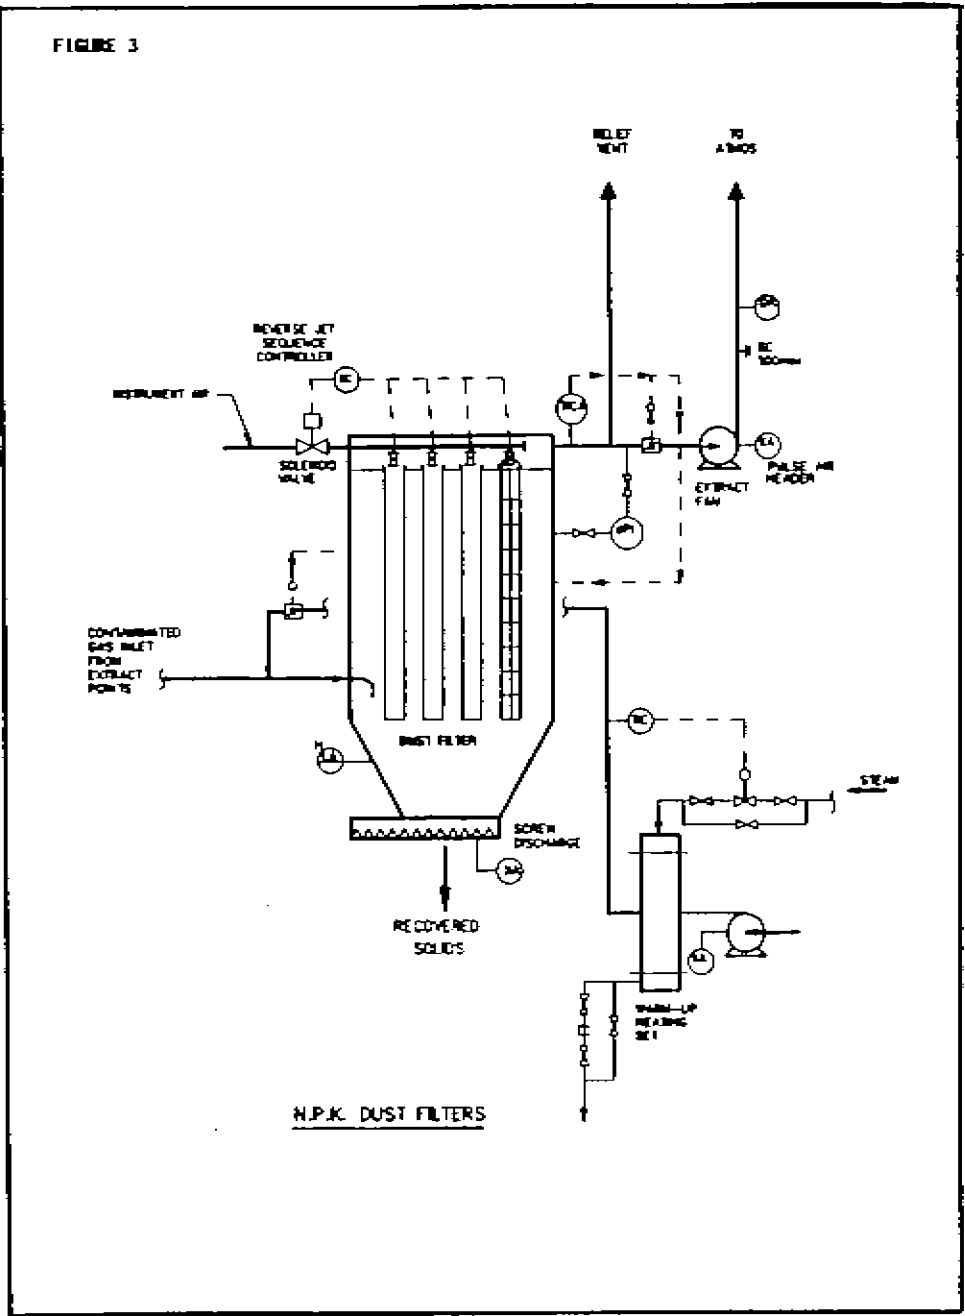 FIGURE 3
RELIEF
VENT
TO
ATMOS
REVERSE JET
SEQUENCE
CONTROLLER
INSTRUMENT AIR
SOLENOID
VALVE
EXTRACT
FAN
PULSE AIR
HEADER
CONTAMINATED
GAS INLET
FROM
EXTRACT
POINTS
DUST FILTER
H
STEAM
SCREW
DISCHARGE
RECOVERED
SOLIDS
WARM-UP
HEATING
SET
N.P.K. DUST FILTERS